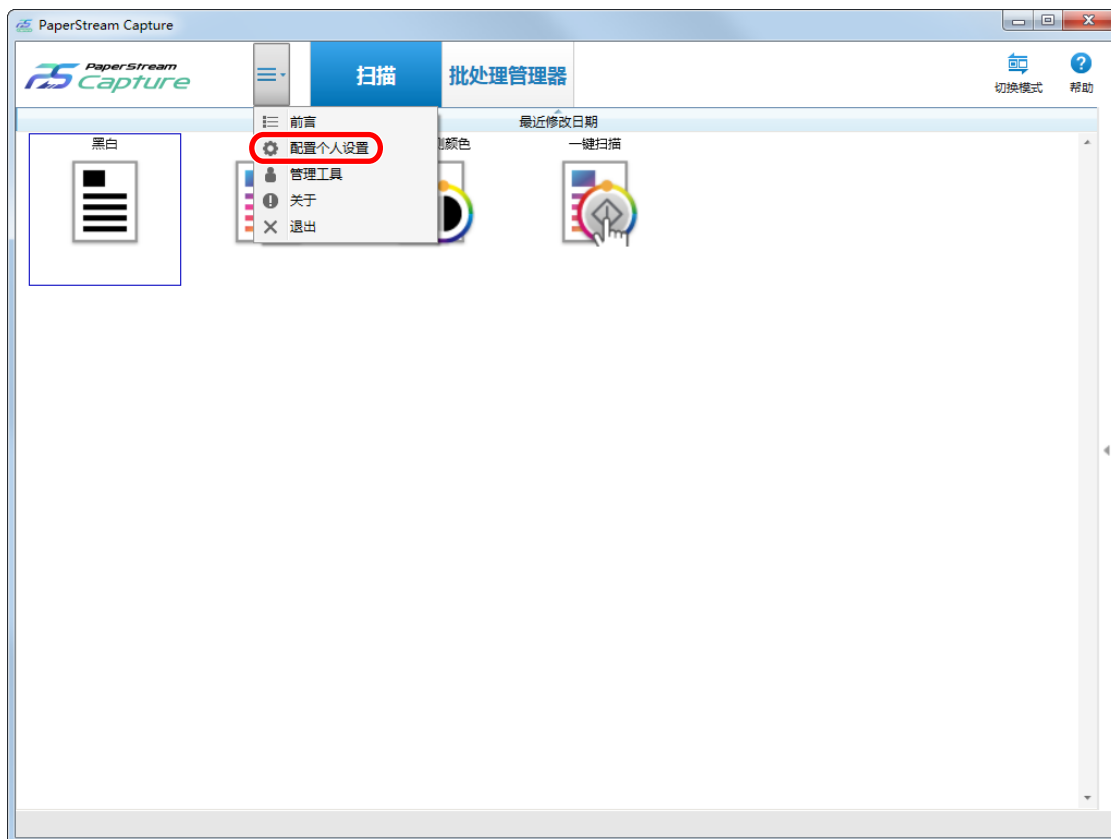 PaperStream Capture
PaperStream
Capture
扫描
批处理管理器
切换模式
帮助
最近修改日期
前言
配置个人设置
管理工具
关于
退出
黑白
颜色
一键扫描